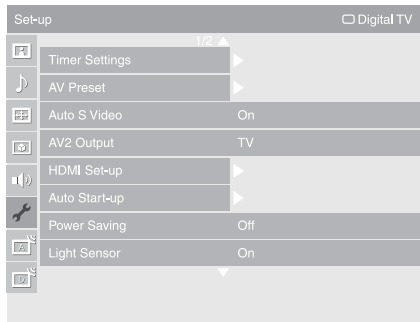 Set-up Digital TV
1/2
Timer Settings
AV Preset
Auto S Video On
AV2 Output TV
HDMI Set-up
Auto Start-up
Power Saving Off
Light Sensor On
A
D